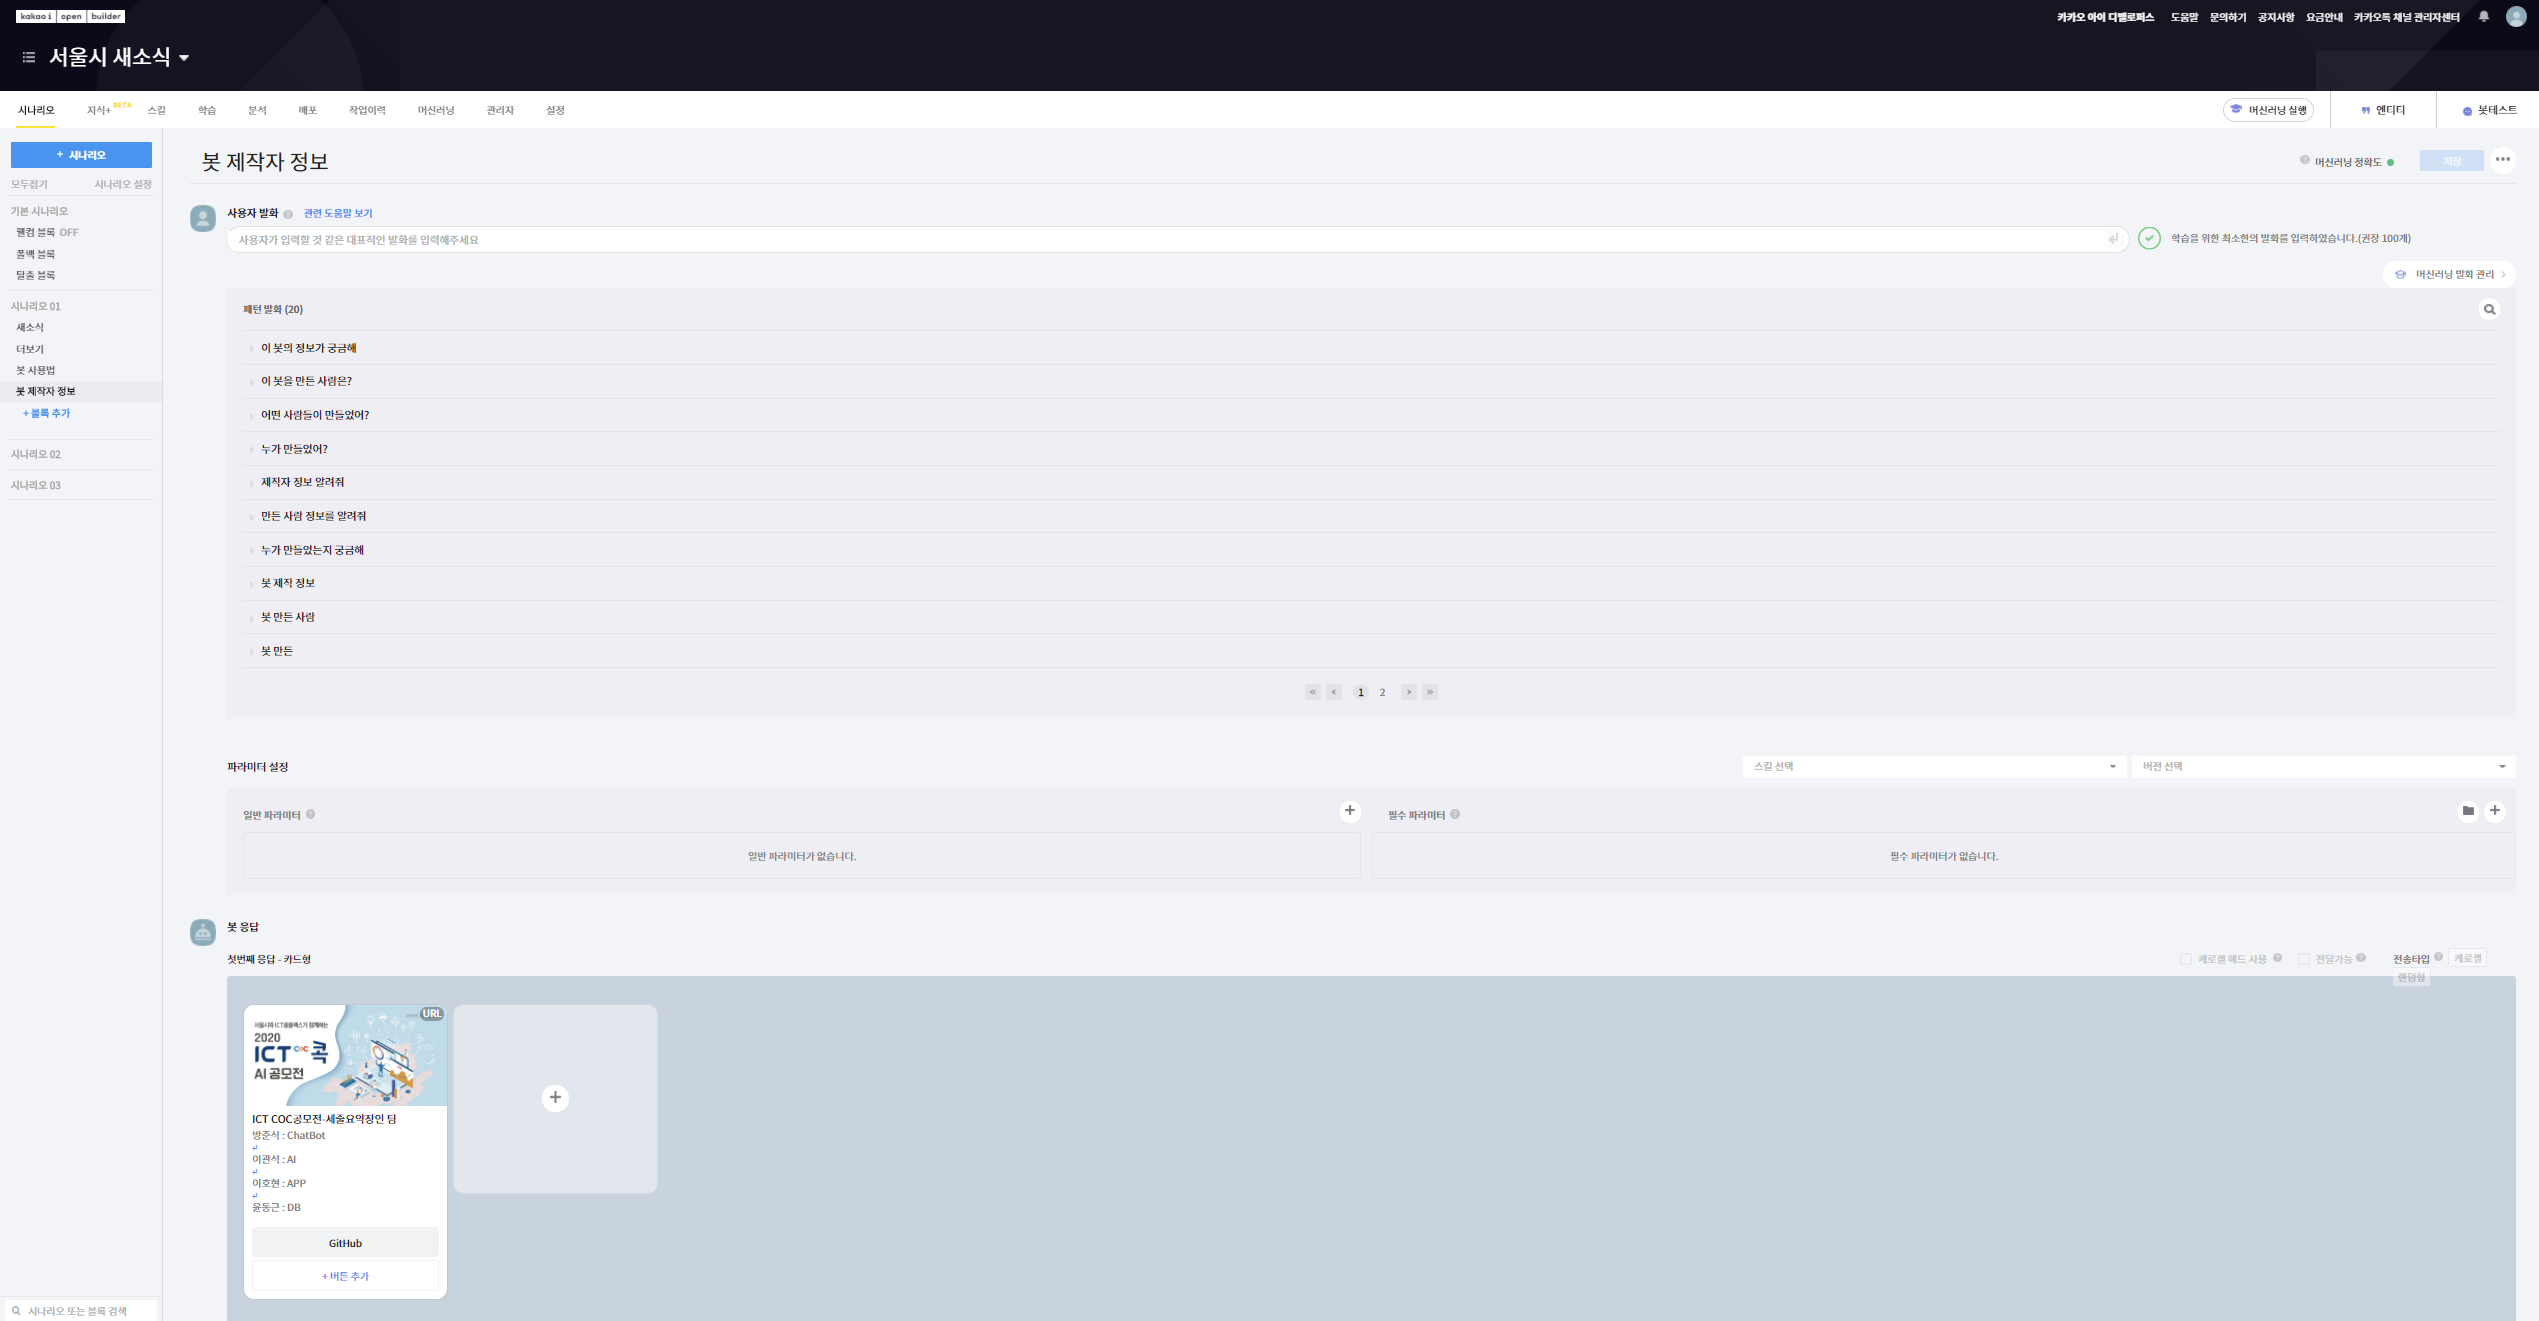 kakao i open builder
카카오 아이 디벨로퍼스 도움말 문의하기 공지사항 요금안내 카카오톡 채널 관리자센터
서울시 새소식
시나리오 지식+ BETA 스킬 학습 분석 배포 작업이력 머신러닝 관리자 설정
머신러닝 실행 엔티티 봇테스트
+ 시나리오
모두접기 시나리오 설정
기본 시나리오
웰컴 블록 OFF
폴백 블록
탈출 블록
시나리오 01
새소식
더보기
봇 사용법
봇 제작자 정보
+ 블록 추가
시나리오 02
시나리오 03
시나리오 또는 블록 검색
봇 제작자 정보
머신러닝 정확도
저장
사용자 발화 관련 도움말 보기
사용자가 입력할 것 같은 대표적인 발화를 입력해주세요
학습을 위한 최소한의 발화를 입력하였습니다.(권장 100개)
머신러닝 발화 관리
패턴 발화 (20)
이 봇의 정보가 궁금해
이 봇을 만든 사람은?
어떤 사람들이 만들었어?
누가 만들었어?
제작자 정보 알려줘
만든 사람 정보를 알려줘
누가 만들었는지 궁금해
봇 제작 정보
봇 만든 사람
봇 만든
« ‹ 1 2 › »
파라미터 설정
스킬 선택 버전 선택
일반 파라미터
필수 파라미터
일반 파라미터가 없습니다.
필수 파라미터가 없습니다.
봇 응답
첫번째 응답 - 카드형
케로셀 헤드 사용 전달가능 전송타입 케로셀
랜덤형
URL
서울시와 ICT콤플렉스가 함께하는
2020
ICT COC 콕
AI 공모전
ICT COC공모전-세줄요약장인 팀
방준식 : ChatBot
이관석 : AI
이호현 : APP
윤동근 : DB
GitHub
+ 버튼 추가